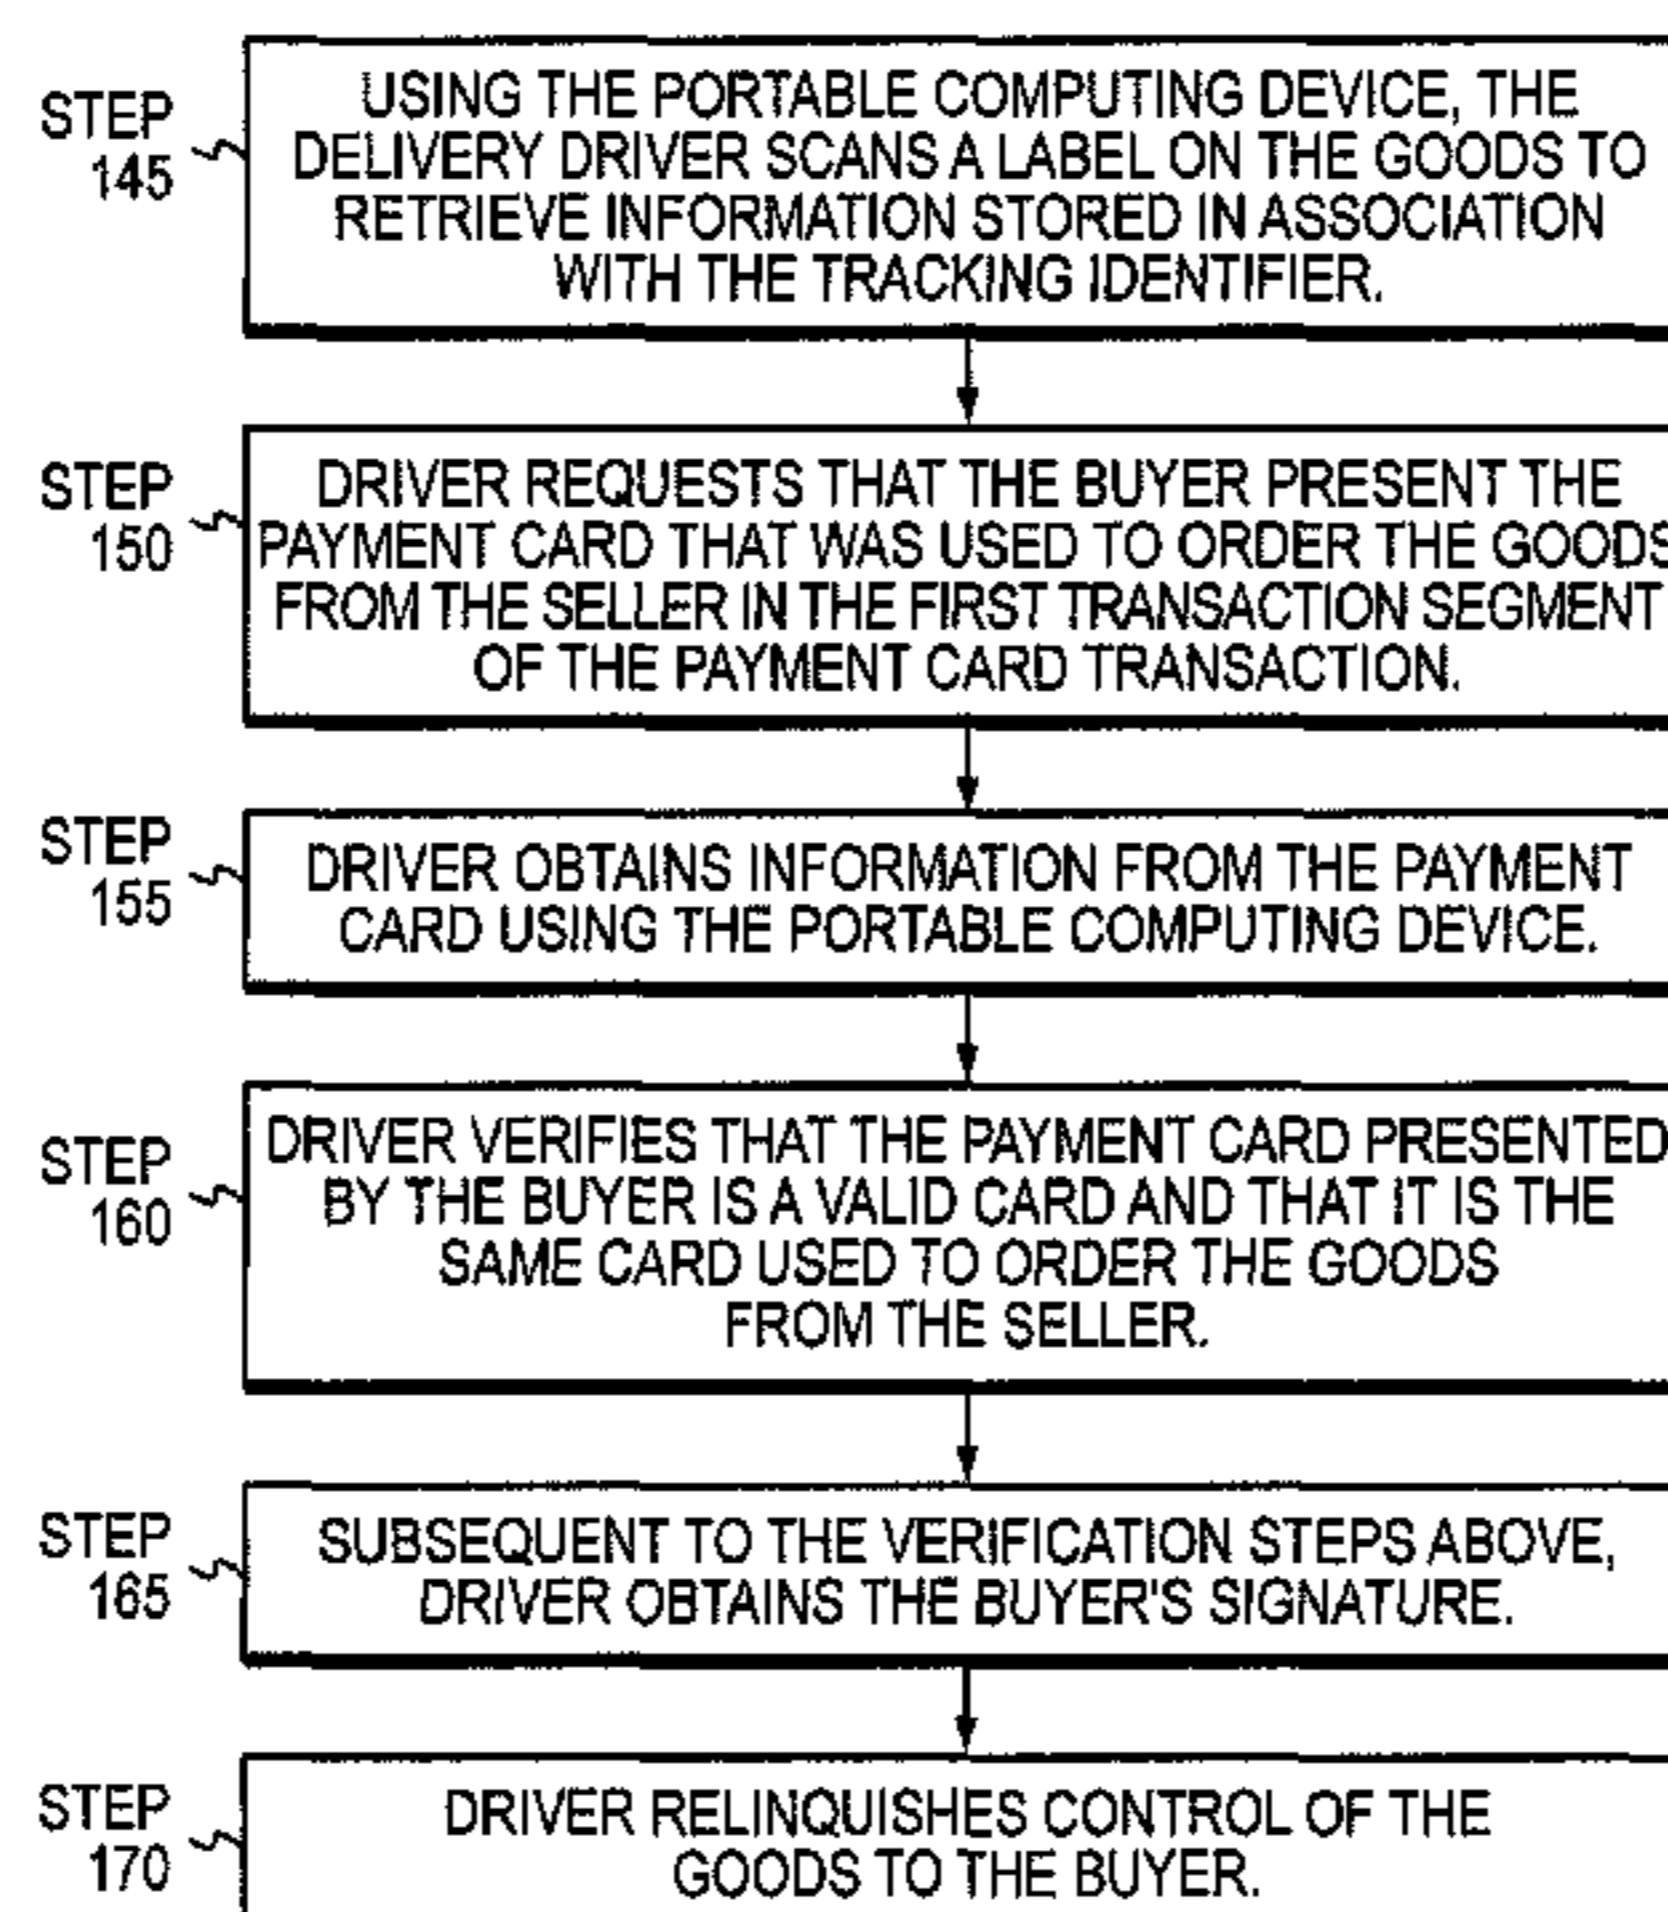 STEP
145
USING THE PORTABLE COMPUTING DEVICE, THE
DELIVERY DRIVER SCANS A LABEL ON THE GOODS TO
RETRIEVE INFORMATION STORED IN ASSOCIATION
WITH THE TRACKING IDENTIFIER.
STEP
150
DRIVER REQUESTS THAT THE BUYER PRESENT THE
PAYMENT CARD THAT WAS USED TO ORDER THE GOODS
FROM THE SELLER IN THE FIRST TRANSACTION SEGMENT
OF THE PAYMENT CARD TRANSACTION.
STEP
155
DRIVER OBTAINS INFORMATION FROM THE PAYMENT
CARD USING THE PORTABLE COMPUTING DEVICE.
STEP
160
DRIVER VERIFIES THAT THE PAYMENT CARD PRESENTED
BY THE BUYER IS A VALID CARD AND THAT IT IS THE
SAME CARD USED TO ORDER THE GOODS
FROM THE SELLER.
STEP
165
SUBSEQUENT TO THE VERIFICATION STEPS ABOVE,
DRIVER OBTAINS THE BUYER'S SIGNATURE.
STEP
170
DRIVER RELINQUISHES CONTROL OF THE
GOODS TO THE BUYER.